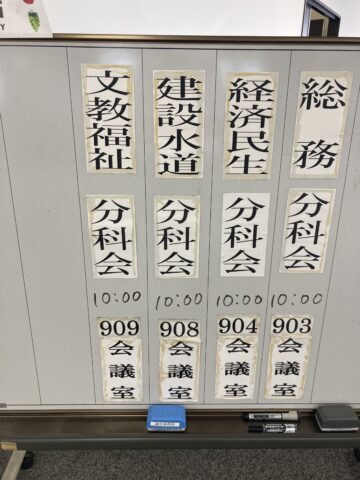 総務
分科会
10:00
903
会議室
経済民生
分科会
10:00
904
会議室
建設水道
分科会
10:00
908
会議室
文教福祉
分科会
10:00
909
会議室